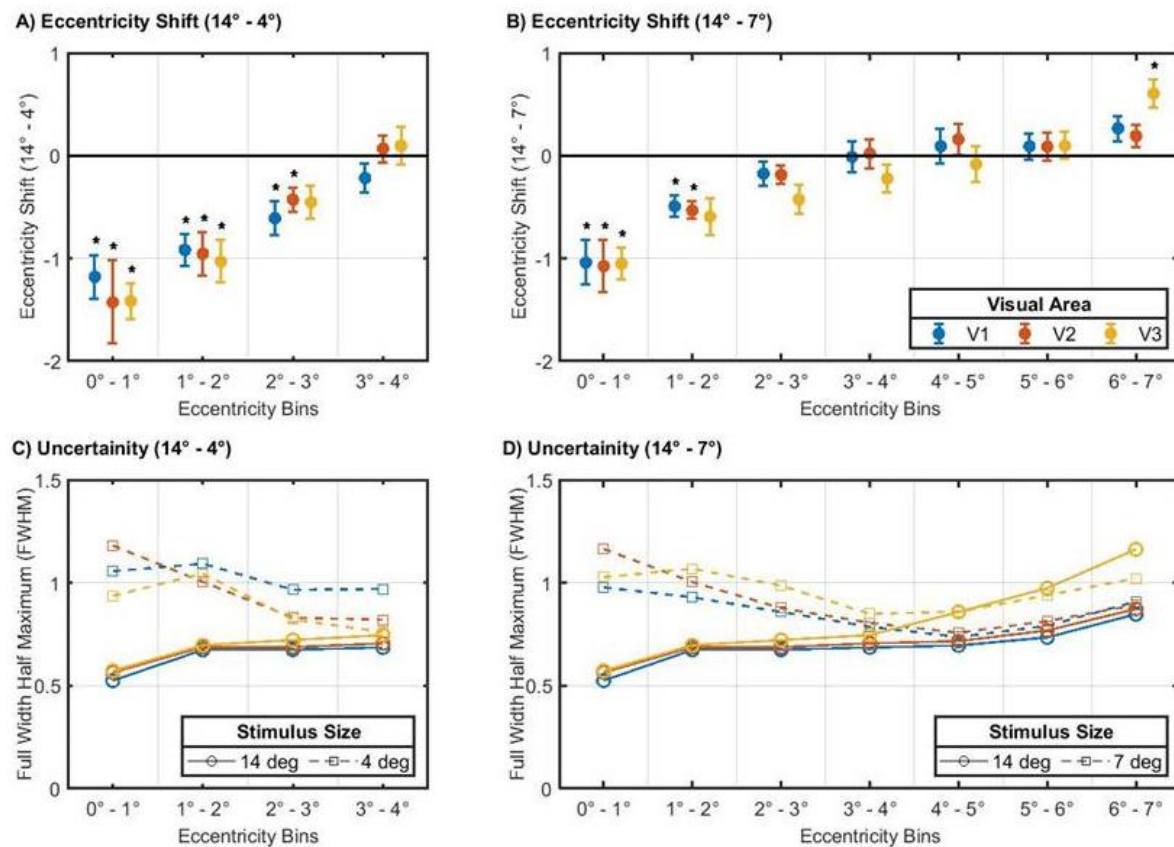 A) Eccentricity Shift (14° - 4°)
1
0
-1
-2
Eccentricity Shift (14° - 4°)
* * *
* * *
* *
0° - 1° 1° - 2° 2° - 3° 3° - 4°
Eccentricity Bins
B) Eccentricity Shift (14° - 7°)
1
0
-1
-2
Eccentricity Shift (14° - 7°)
* * *
* *
*
Visual Area
V1 V2 V3
0° - 1° 1° - 2° 2° - 3° 3° - 4° 4° - 5° 5° - 6° 6° - 7°
Eccentricity Bins
C) Uncertainity (14° - 4°)
1.5
1
0.5
0
Full Width Half Maximum (FWHM)
Stimulus Size
14 deg 4 deg
0° - 1° 1° - 2° 2° - 3° 3° - 4°
Eccentricity Bins
D) Uncertainity (14° - 7°)
1.5
1
0.5
0
Full Width Half Maximum (FWHM)
Stimulus Size
14 deg 7 deg
0° - 1° 1° - 2° 2° - 3° 3° - 4° 4° - 5° 5° - 6° 6° - 7°
Eccentricity Bins